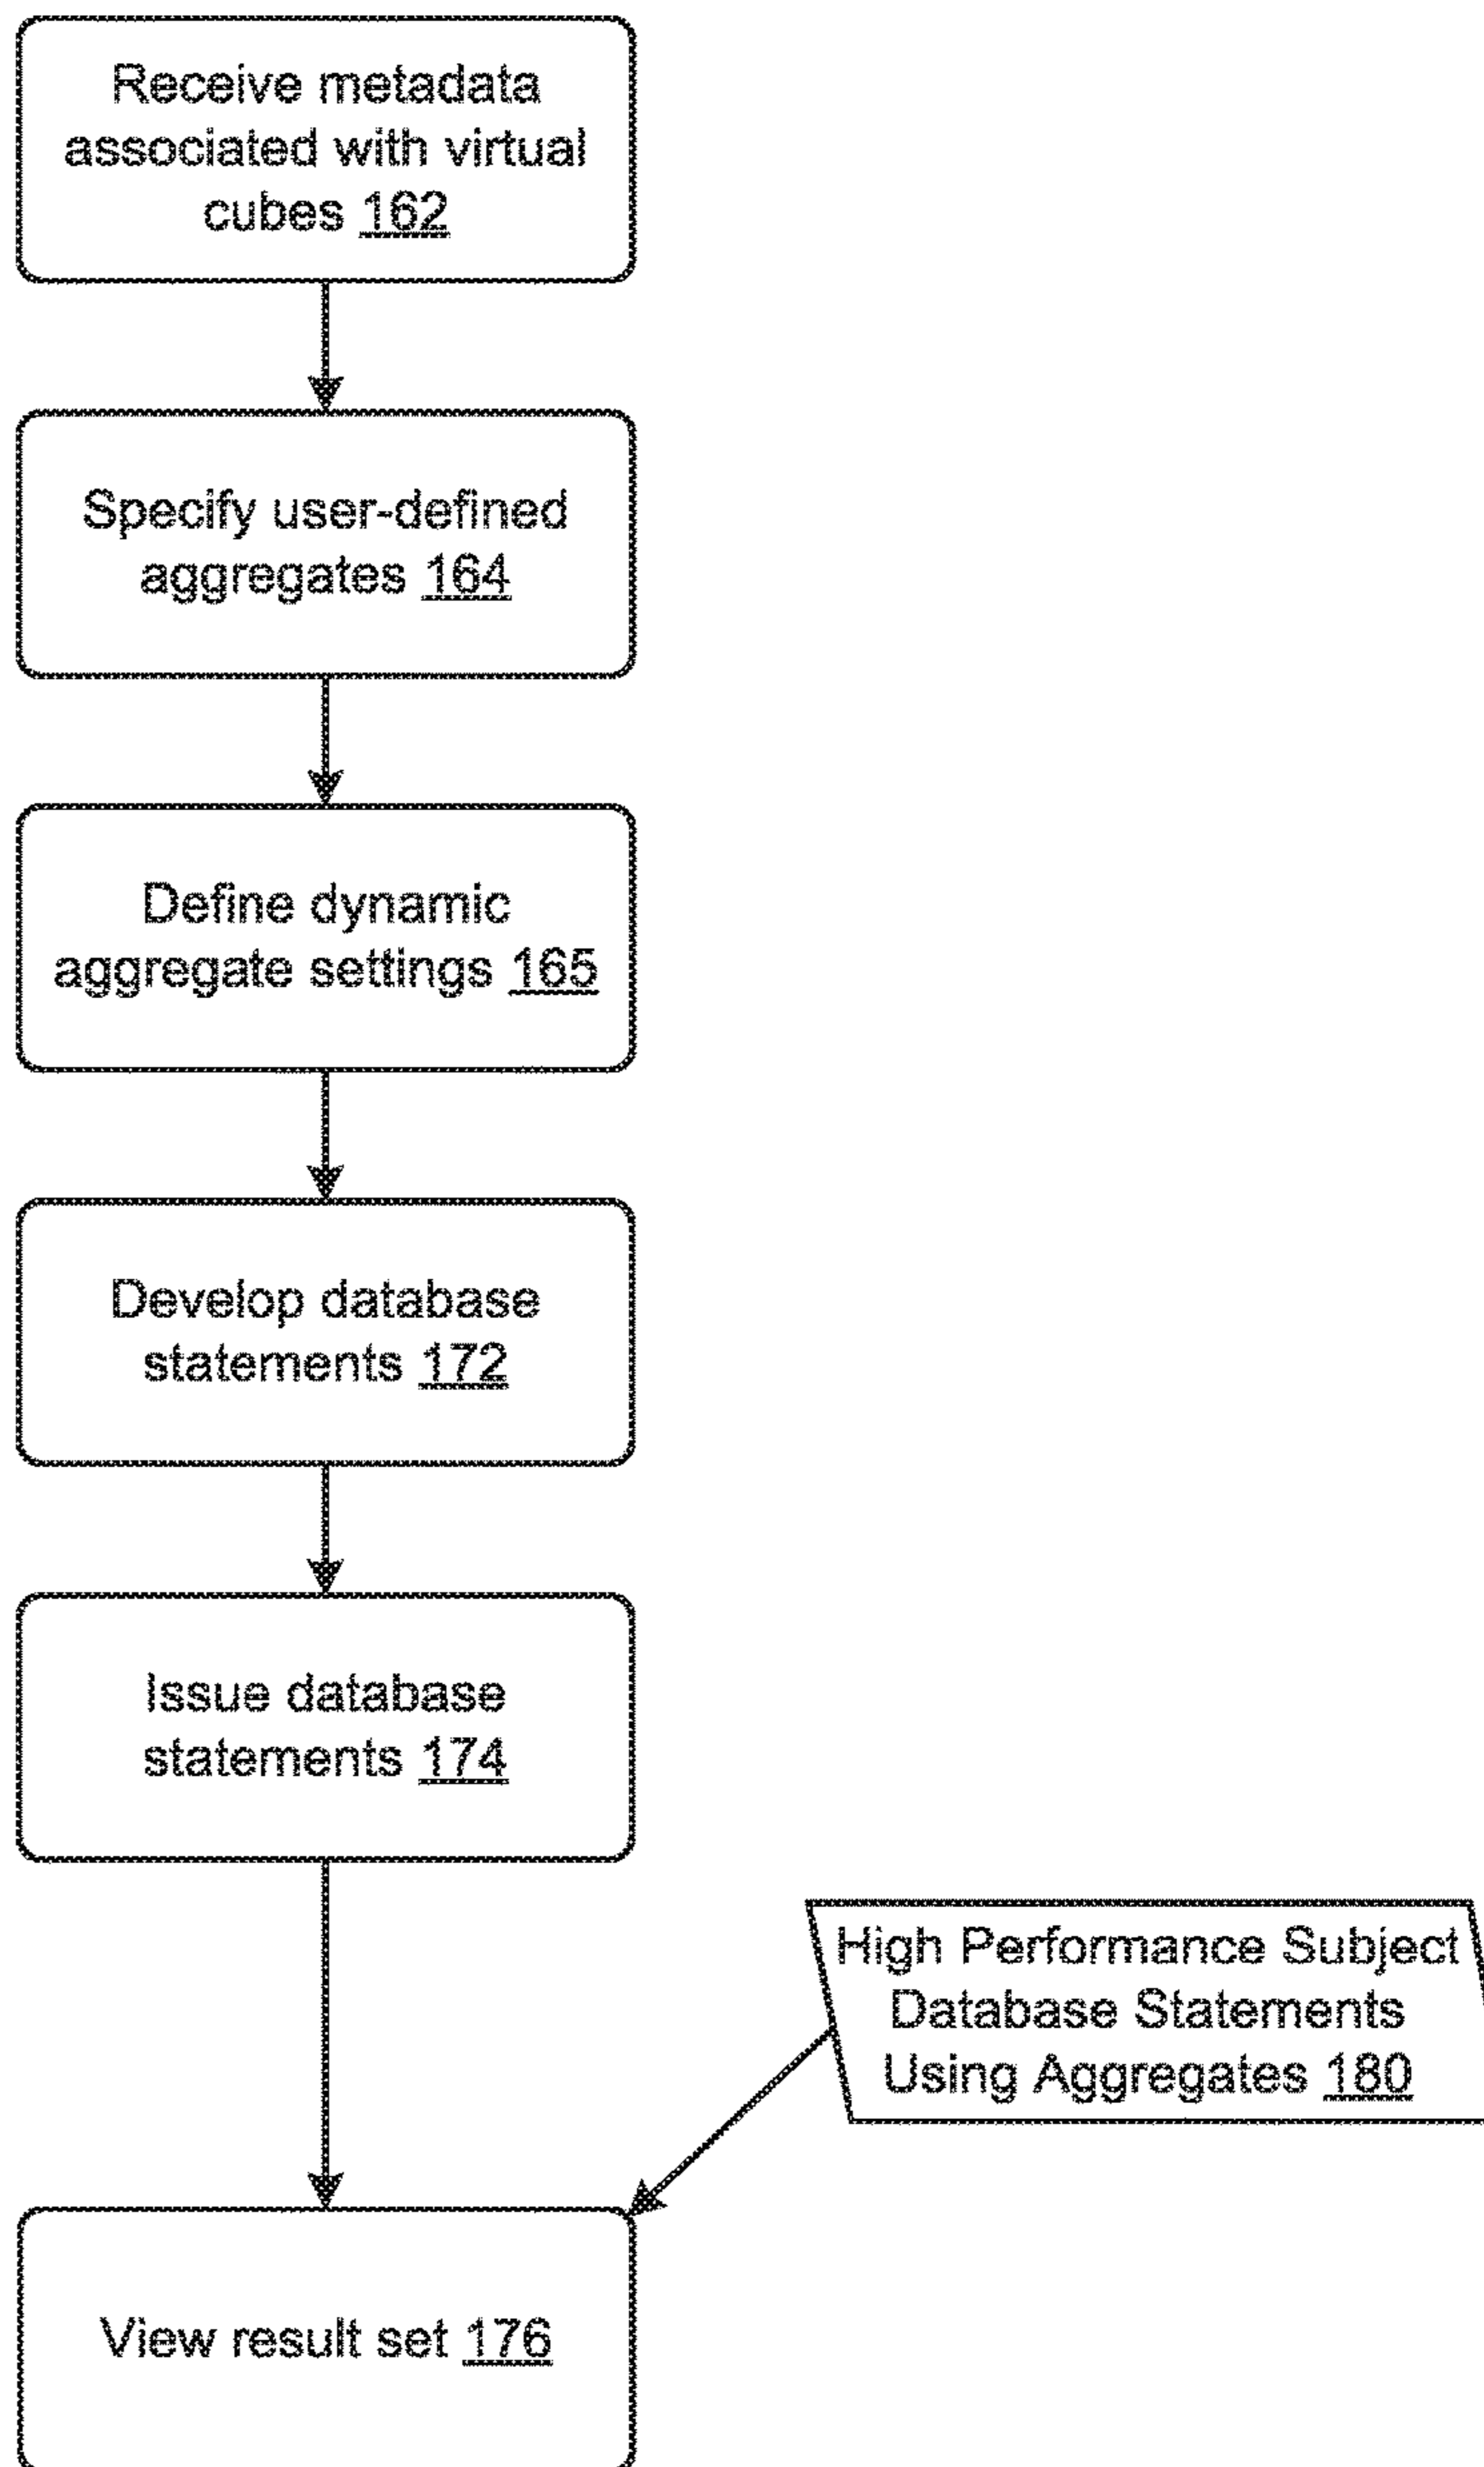 Receive metadata
associated with virtual
cubes 162
Specify user-defined
aggregates 164
Define dynamic
aggregate settings 165
Develop database
statements 172
Issue database
statements 174
High Performance Subject
Database Statements
Using Aggregates 180
View result set 176